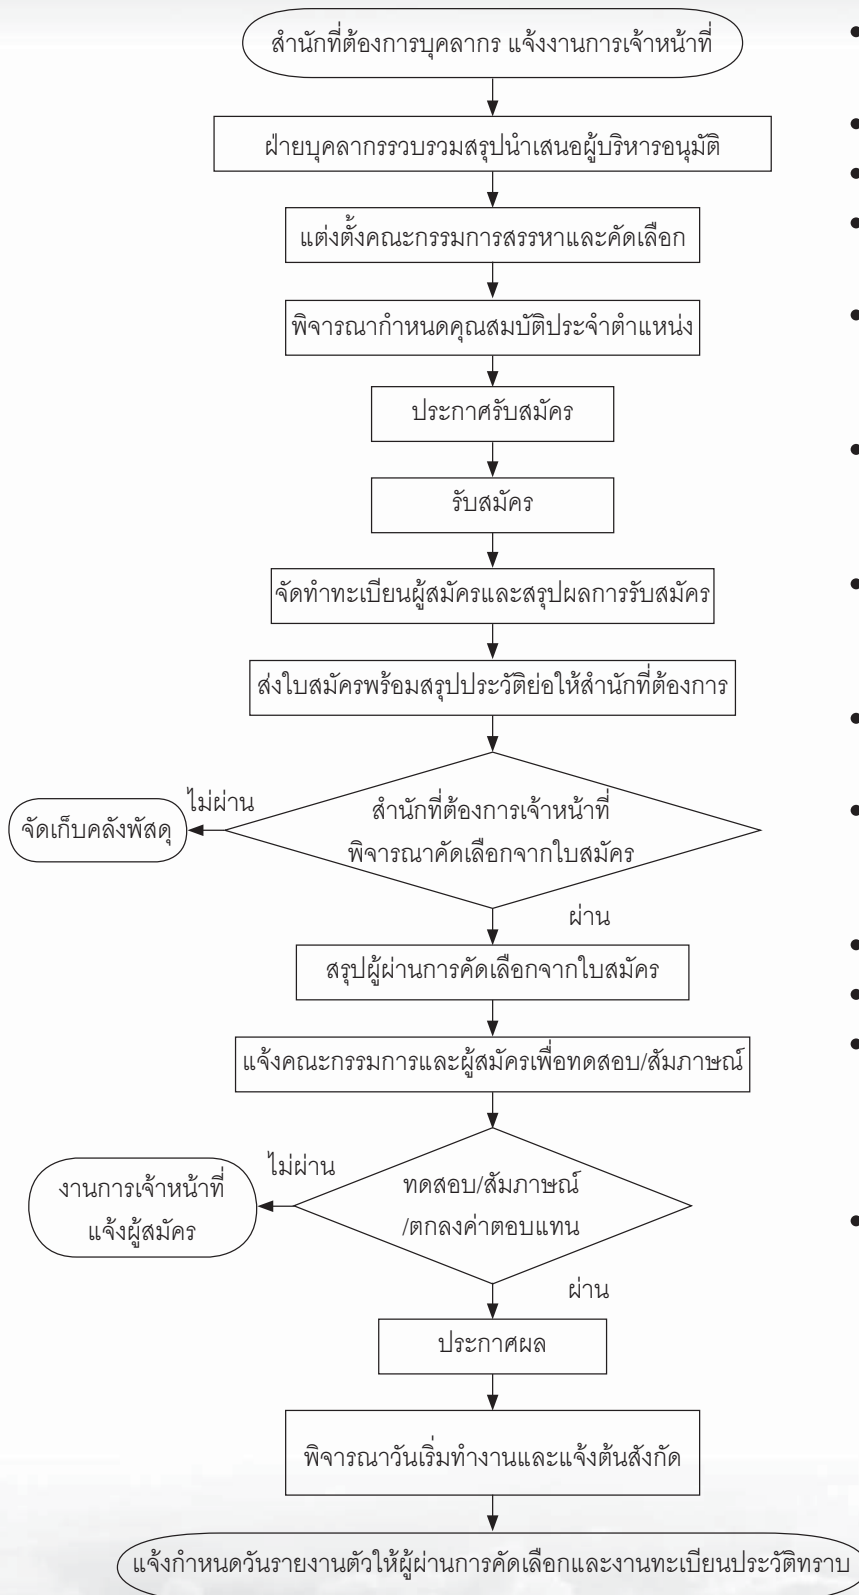 สำนักที่ต้องการบุคลากร แจ้งงานการเจ้าหน้าที่
ฝ่ายบุคลากรรวบรวมสรุปนำเสนอผู้บริหารอนุมัติ
แต่งตั้งคณะกรรมการสรรหาและคัดเลือก
พิจารณากำหนดคุณสมบัติประจำตำแหน่ง
ประกาศรับสมัคร
รับสมัคร
จัดทำทะเบียนผู้สมัครและสรุปผลการรับสมัคร
ส่งใบสมัครพร้อมสรุปประวัติย่อให้สำนักที่ต้องการ
สำนักที่ต้องการเจ้าหน้าที่
พิจารณาคัดเลือกจากใบสมัคร
ไม่ผ่าน
จัดเก็บคลังพัสดุ
ผ่าน
สรุปผู้ผ่านการคัดเลือกจากใบสมัคร
แจ้งคณะกรรมการและผู้สมัครเพื่อทดสอบ/สัมภาษณ์
ทดสอบ/สัมภาษณ์
/ตกลงค่าตอบแทน
ไม่ผ่าน
งานการเจ้าหน้าที่
แจ้งผู้สมัคร
ผ่าน
ประกาศผล
พิจารณาวันเริ่มทำงานและแจ้งต้นสังกัด
แจ้งกำหนดวันรายงานตัวให้ผู้ผ่านการคัดเลือกและงานทะเบียนประวัติทราบ